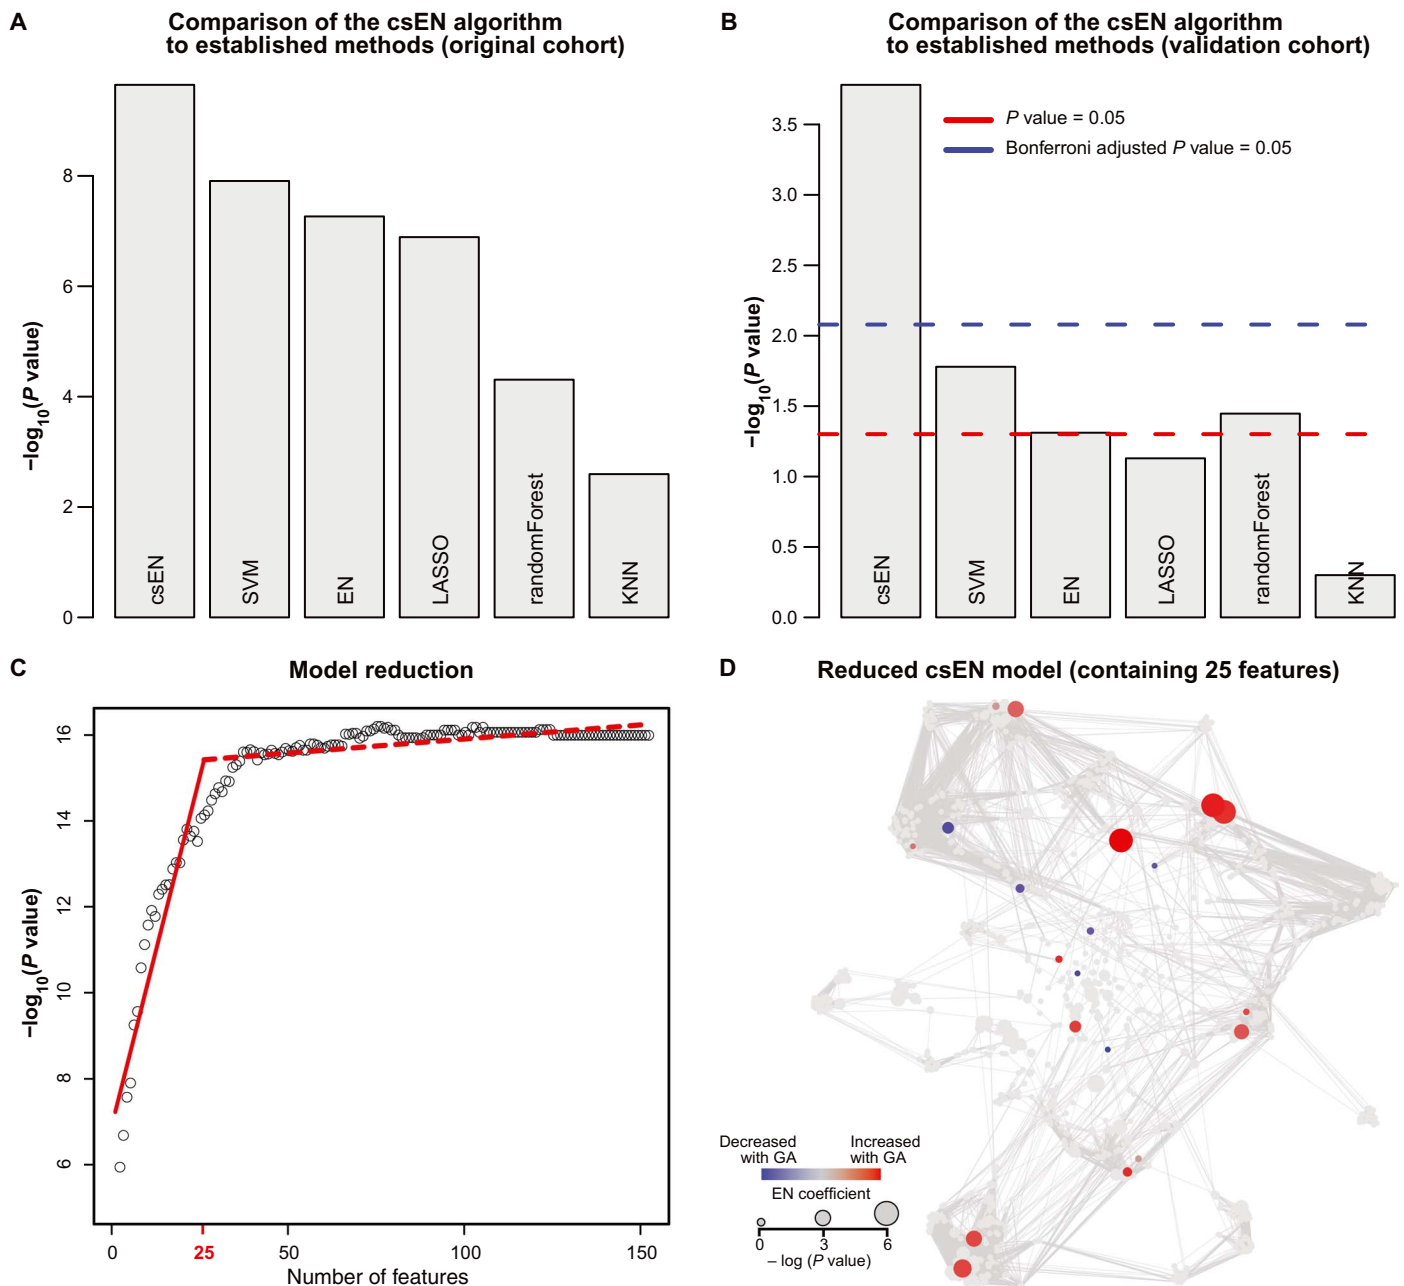 A
Comparison of the csEN algorithm
to established methods (original cohort)
−log10(P value)
8
6
4
2
0
csEN
SVM
EN
LASSO
randomForest
KNN
B
Comparison of the csEN algorithm
to established methods (validation cohort)
P value = 0.05
Bonferroni adjusted P value = 0.05
−log10(P value)
3.5
3.0
2.5
2.0
1.5
1.0
0.5
0.0
csEN
SVM
EN
LASSO
randomForest
KNN
C
Model reduction
−log10(P value)
16
14
12
10
8
6
0
25
50
100
150
Number of features
D
Reduced csEN model (containing 25 features)
Decreased with GA
Increased with GA
EN coefficient
0
3
6
– log (P value)